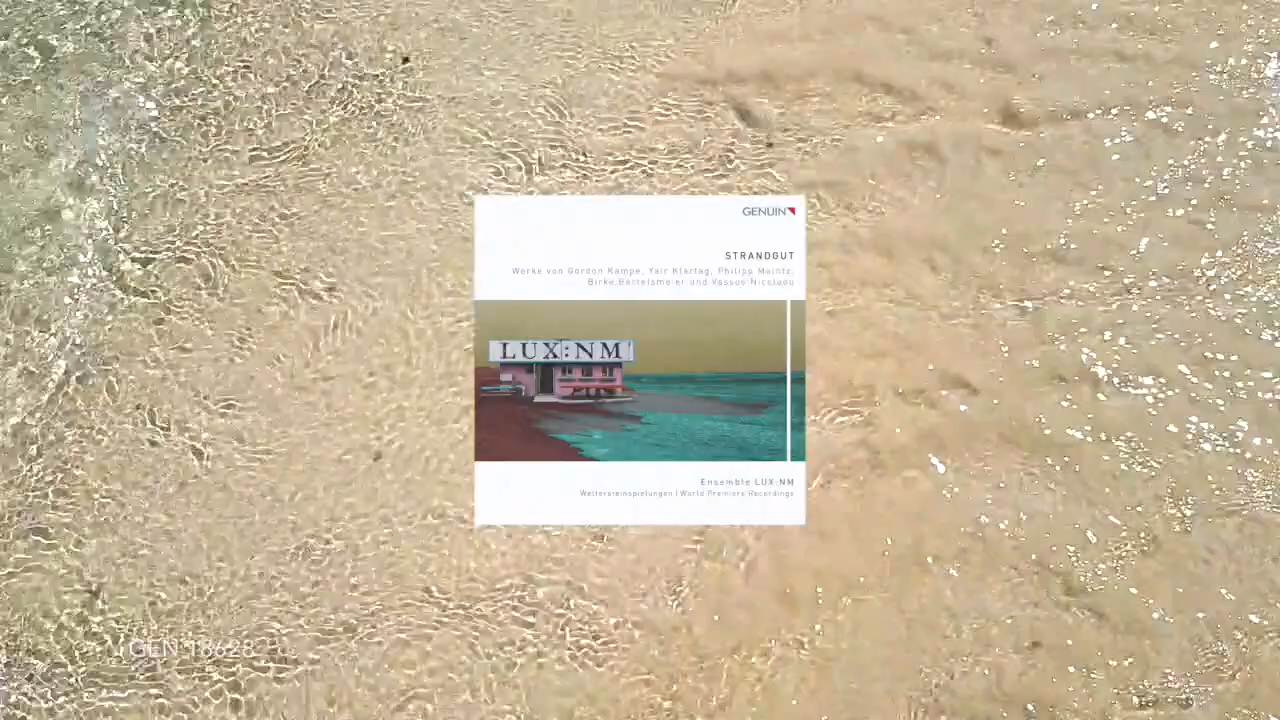 GENUIN
STRANDGUT
Werke von Gordon Kampe, Yair Klartag, Philipp Maintz,
Birke Bertelsmeier und Vassos Nicolaou
LUX:NM
Ensemble LUX:NM
Weltersteinspielungen | World Premiere Recordings
GEN 18628